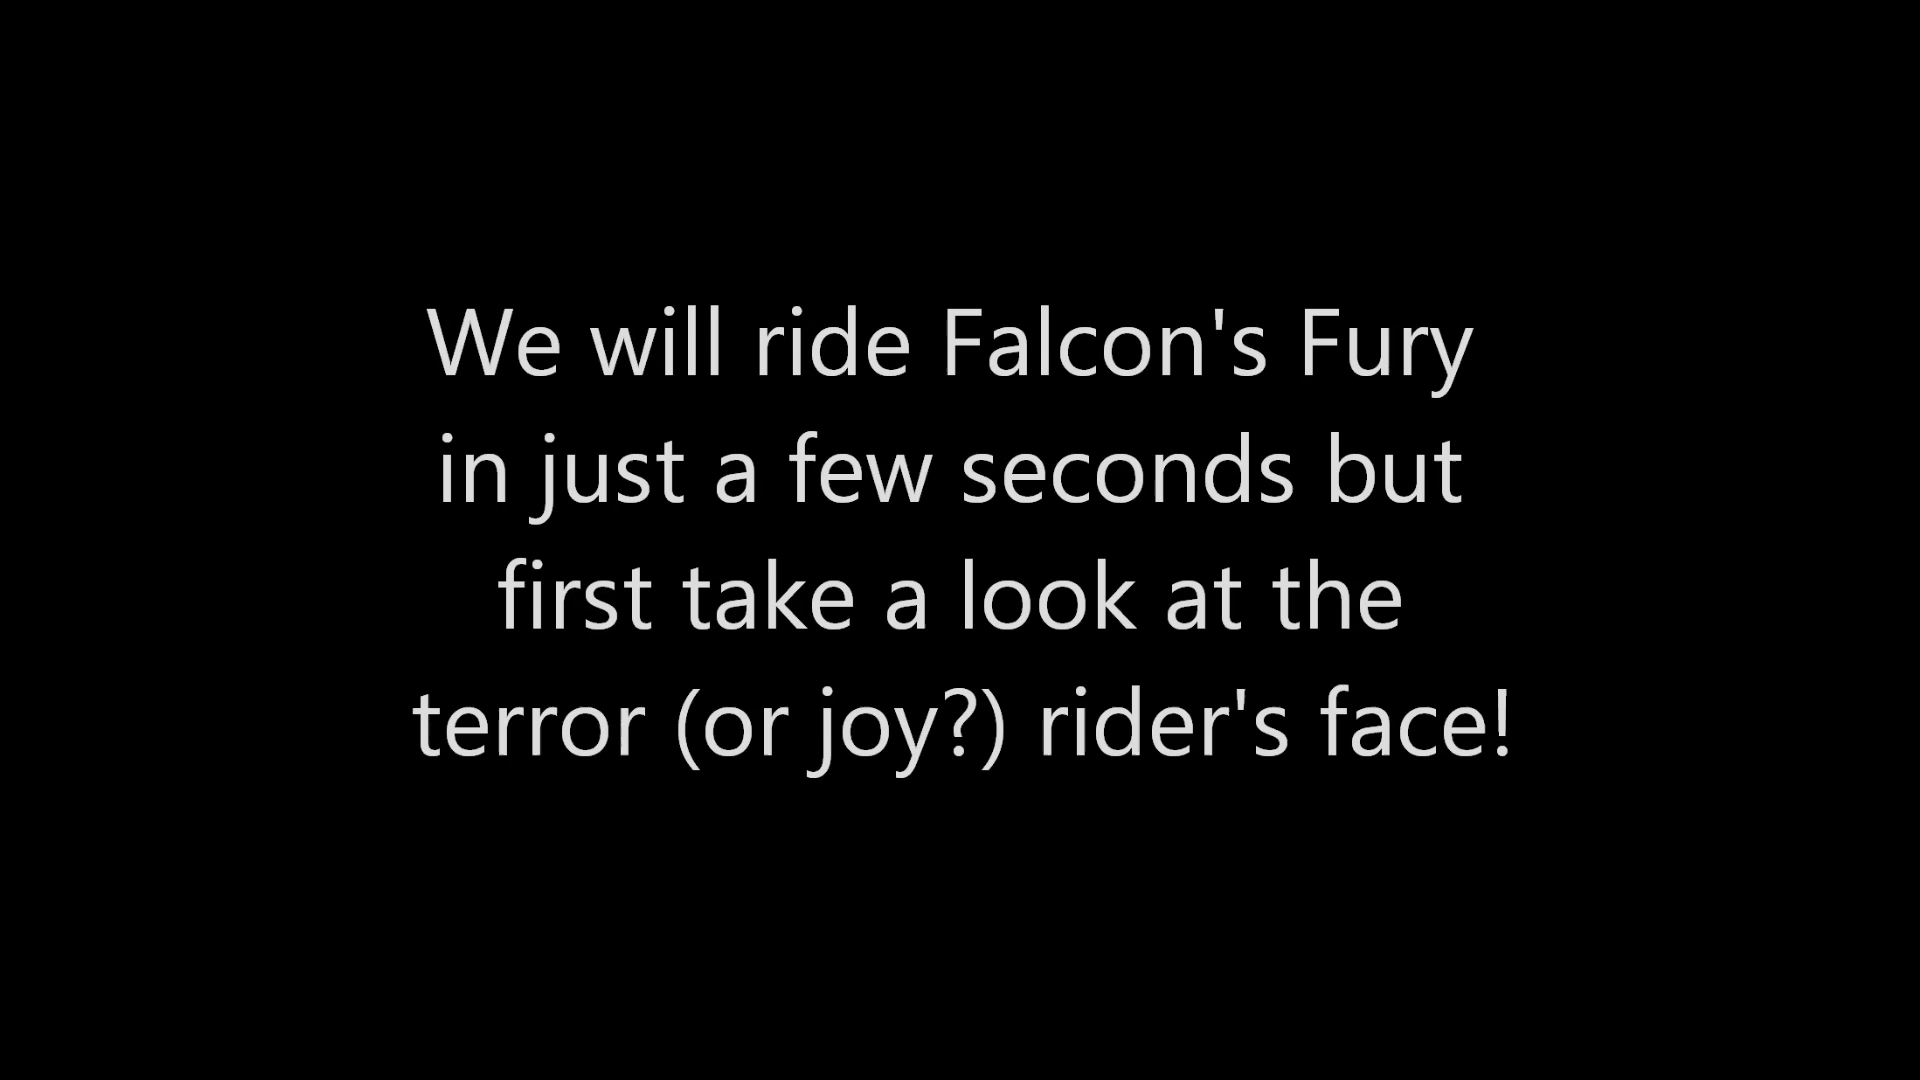 We will ride Falcon's Fury
in just a few seconds but
first take a look at the
terror (or joy?) rider's face!